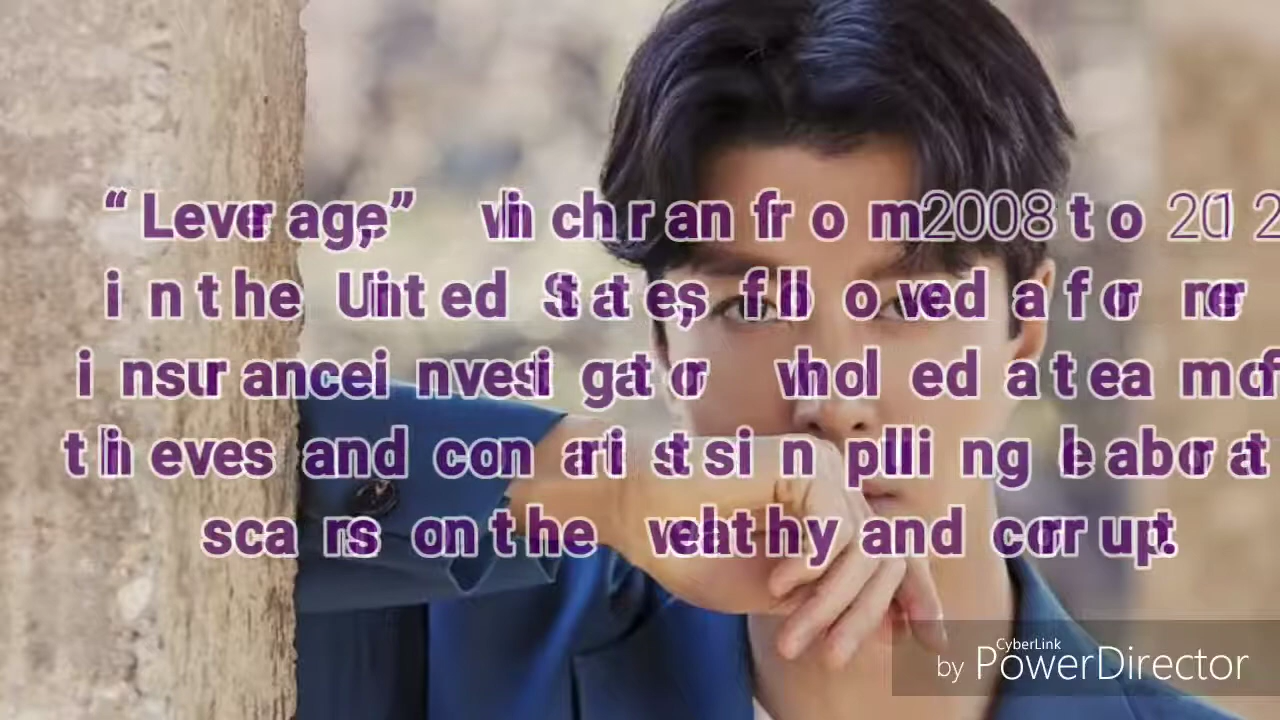 “Leverage,” which ran from 2008 to 2012
in the United States, followed a former
insurance investigator who led a team of
thieves and con artists in pulling elaborat
scams on the wealthy and corrupt.
CyberLink
by PowerDirector